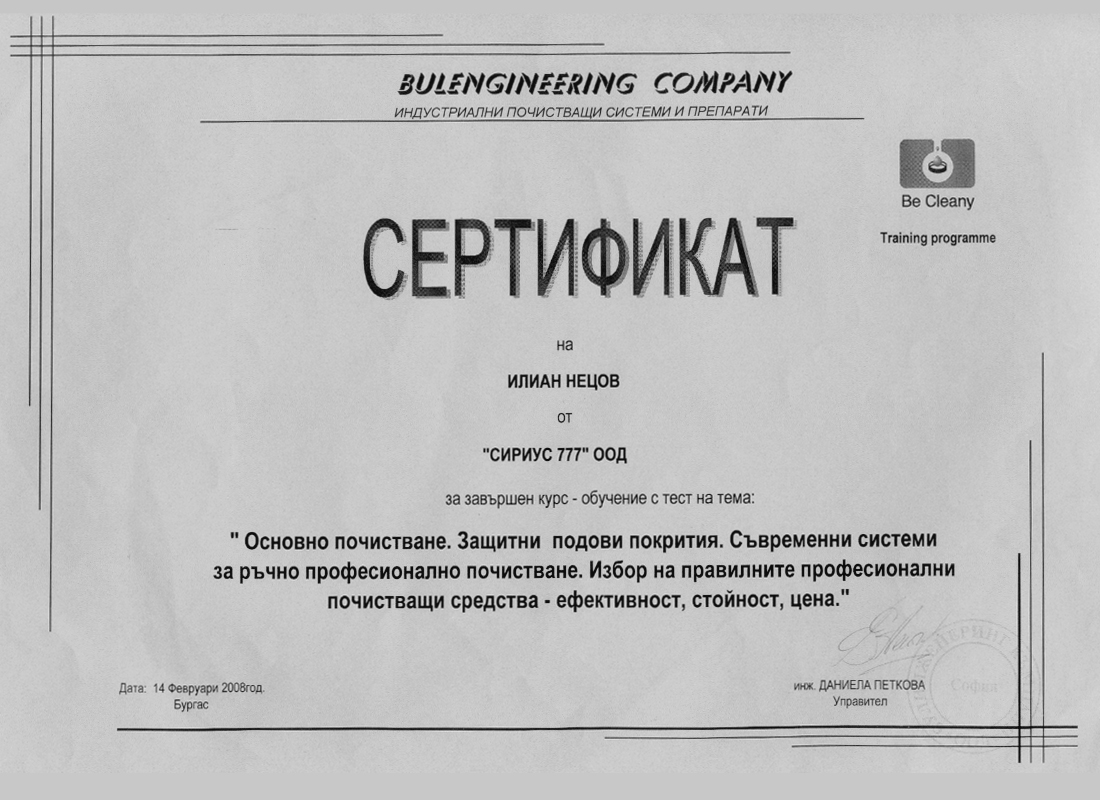 BULENGINEERING COMPANY
ИНДУСТРИАЛНИ ПОЧИСТВАЩИ СИСТЕМИ И ПРЕПАРАТИ
Be Cleany
Training programme
СЕРТИФИКАТ
на
ИЛИАН НЕЦОВ
от
"СИРИУС 777" ООД
за завършен курс - обучение с тест на тема:
" Основно почистване. Защитни подови покрития. Съвременни системи
за ръчно професионално почистване. Избор на правилните професионални
почистващи средства - ефективност, стойност, цена."
Дата: 14 Февруари 2008год.
Бургас
инж. ДАНИЕЛА ПЕТКОВА
Управител
София